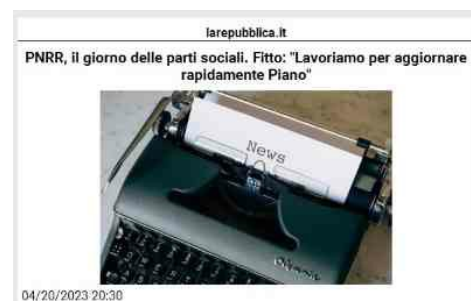 larepubblica.it
PNRR, il giorno delle parti sociali. Fitto: "Lavoriamo per aggiornare
rapidamente Piano"
News
Olympia
04/20/2023 20:30